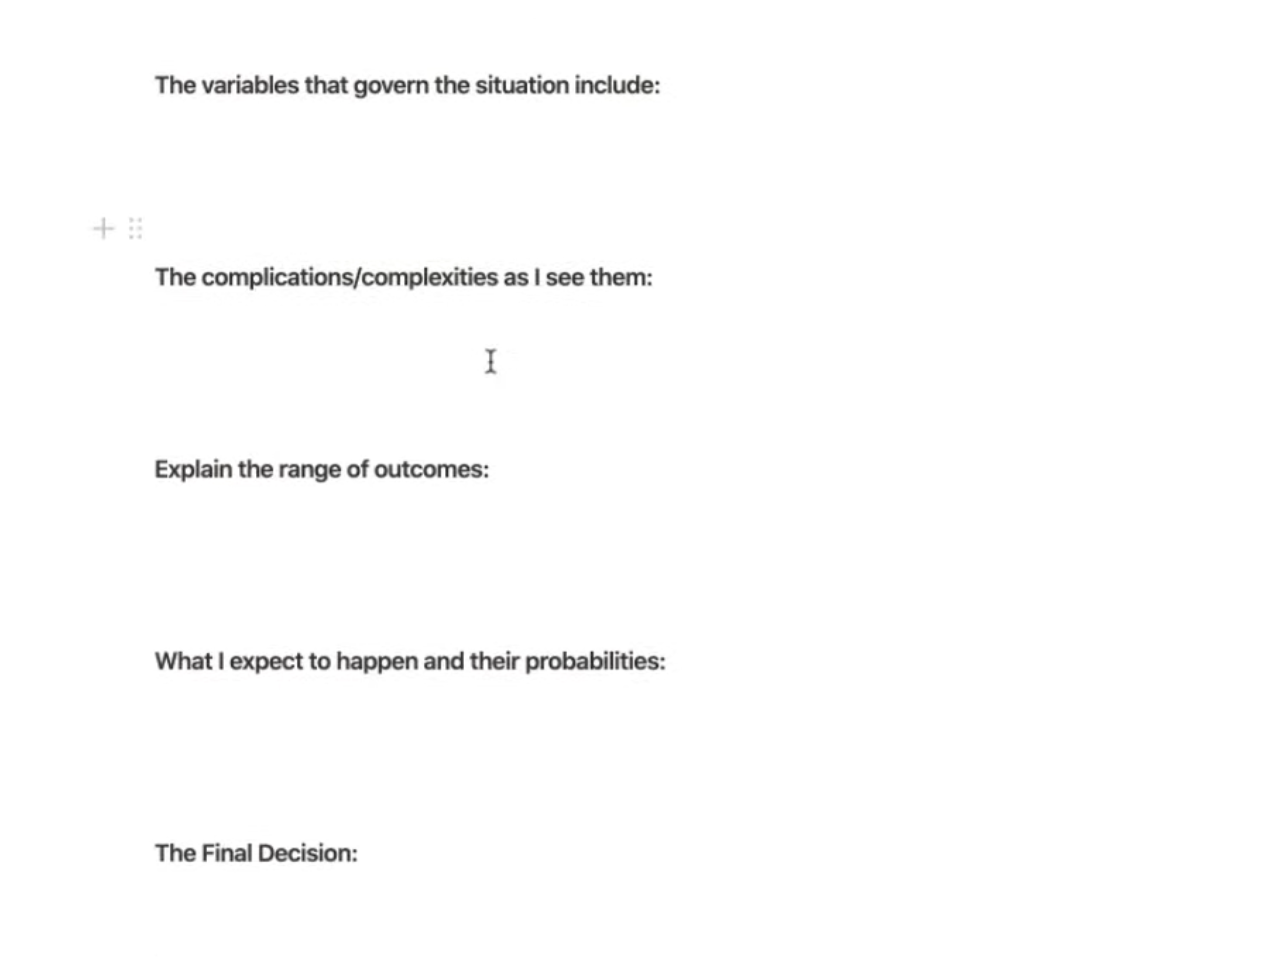 The variables that govern the situation include:
The complications/complexities as I see them:
Explain the range of outcomes:
What I expect to happen and their probabilities:
The Final Decision: